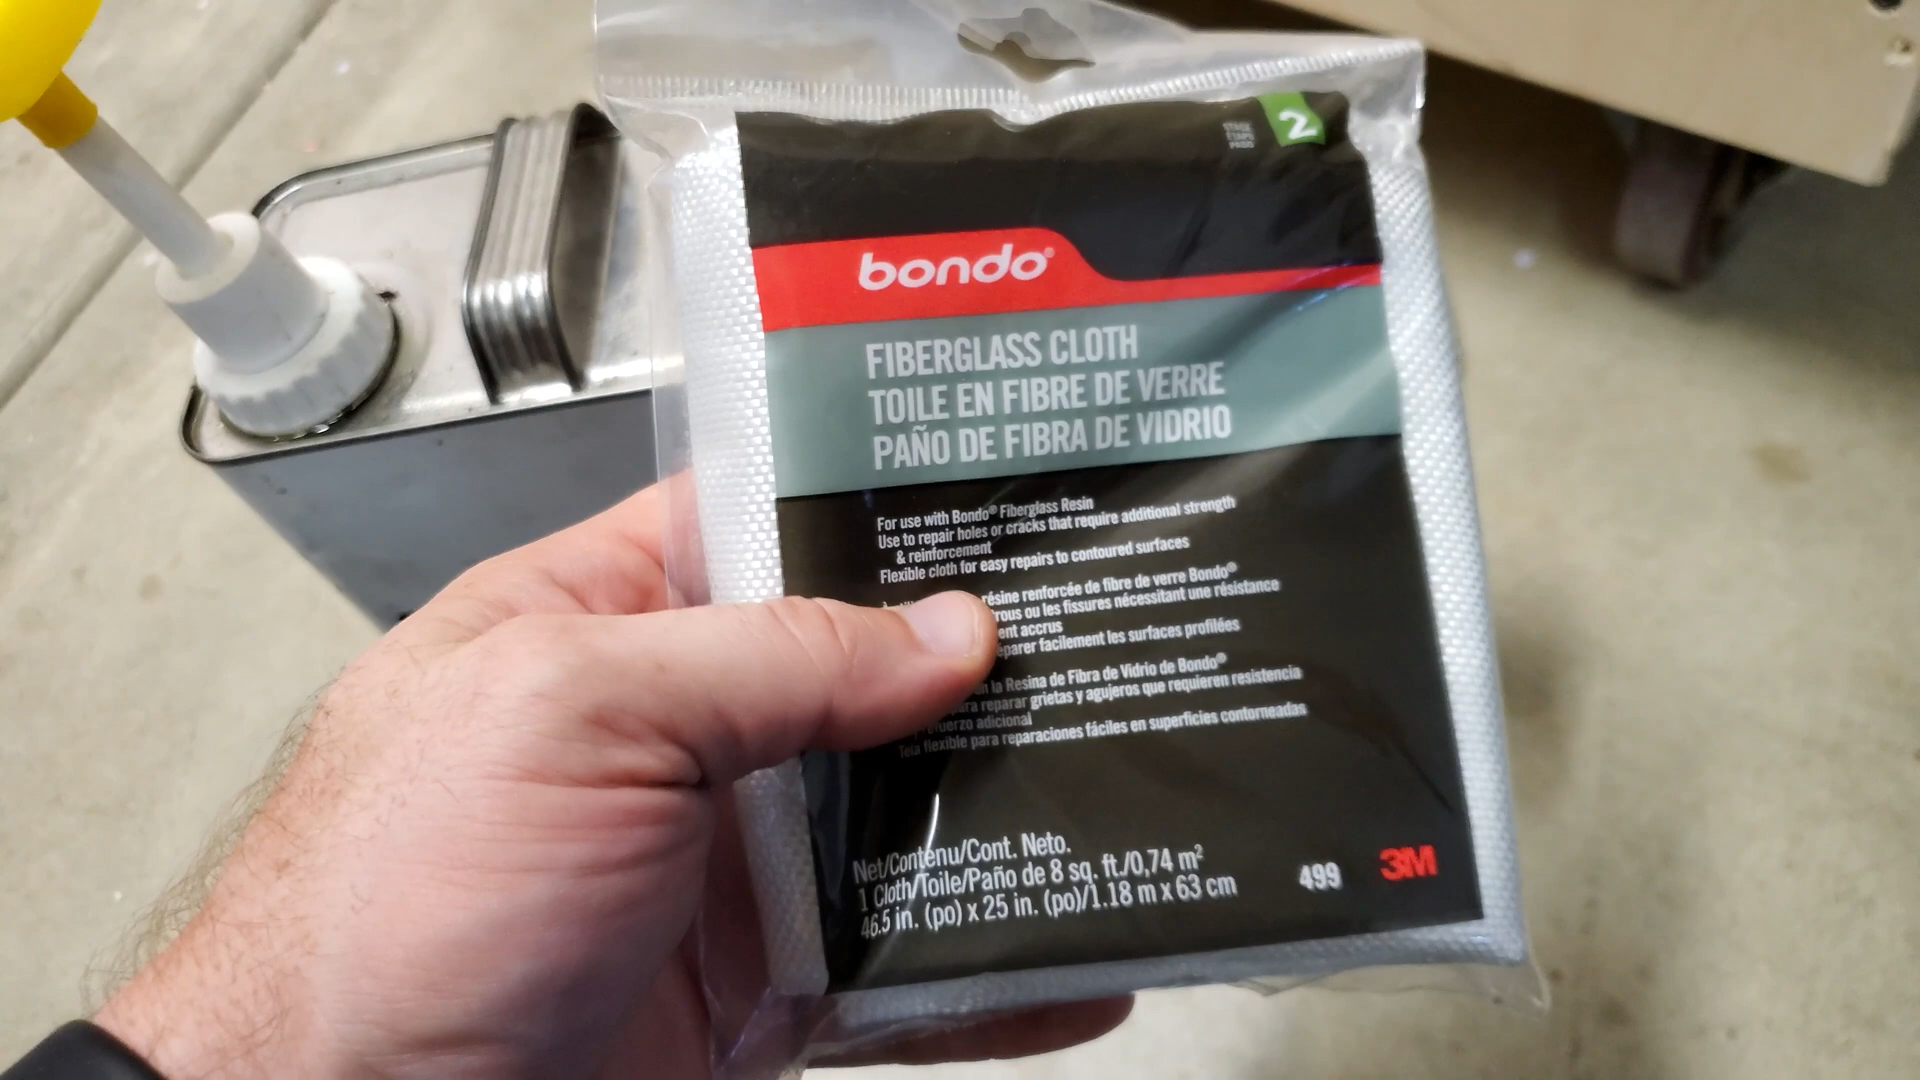 STAGE
ETAPE
PASO
2
bondo®
FIBERGLASS CLOTH
TOILE EN FIBRE DE VERRE
PAÑO DE FIBRA DE VIDRIO
For use with Bondo® Fiberglass Resin
Use to repair holes or cracks that require additional strength
& reinforcement
Flexible cloth for easy repairs to contoured surfaces
résine renforcée de fibre de verre Bondo®
ou les fissures nécessitant une résistance
accrus
facilement les surfaces profilées
la Resina de Fibra de Vidrio de Bondo®
reparar grietas y agujeros que requieren resistencia
adicional
Tela flexible para reparaciones fáciles en superficies contorneadas
Net/Contenu/Cont. Neto.
1 Cloth/Toile/Paño de 8 sq. ft./0,74 m²
46.5 in. (po) x 25 in. (po)/1.18 m x 63 cm
499
3M